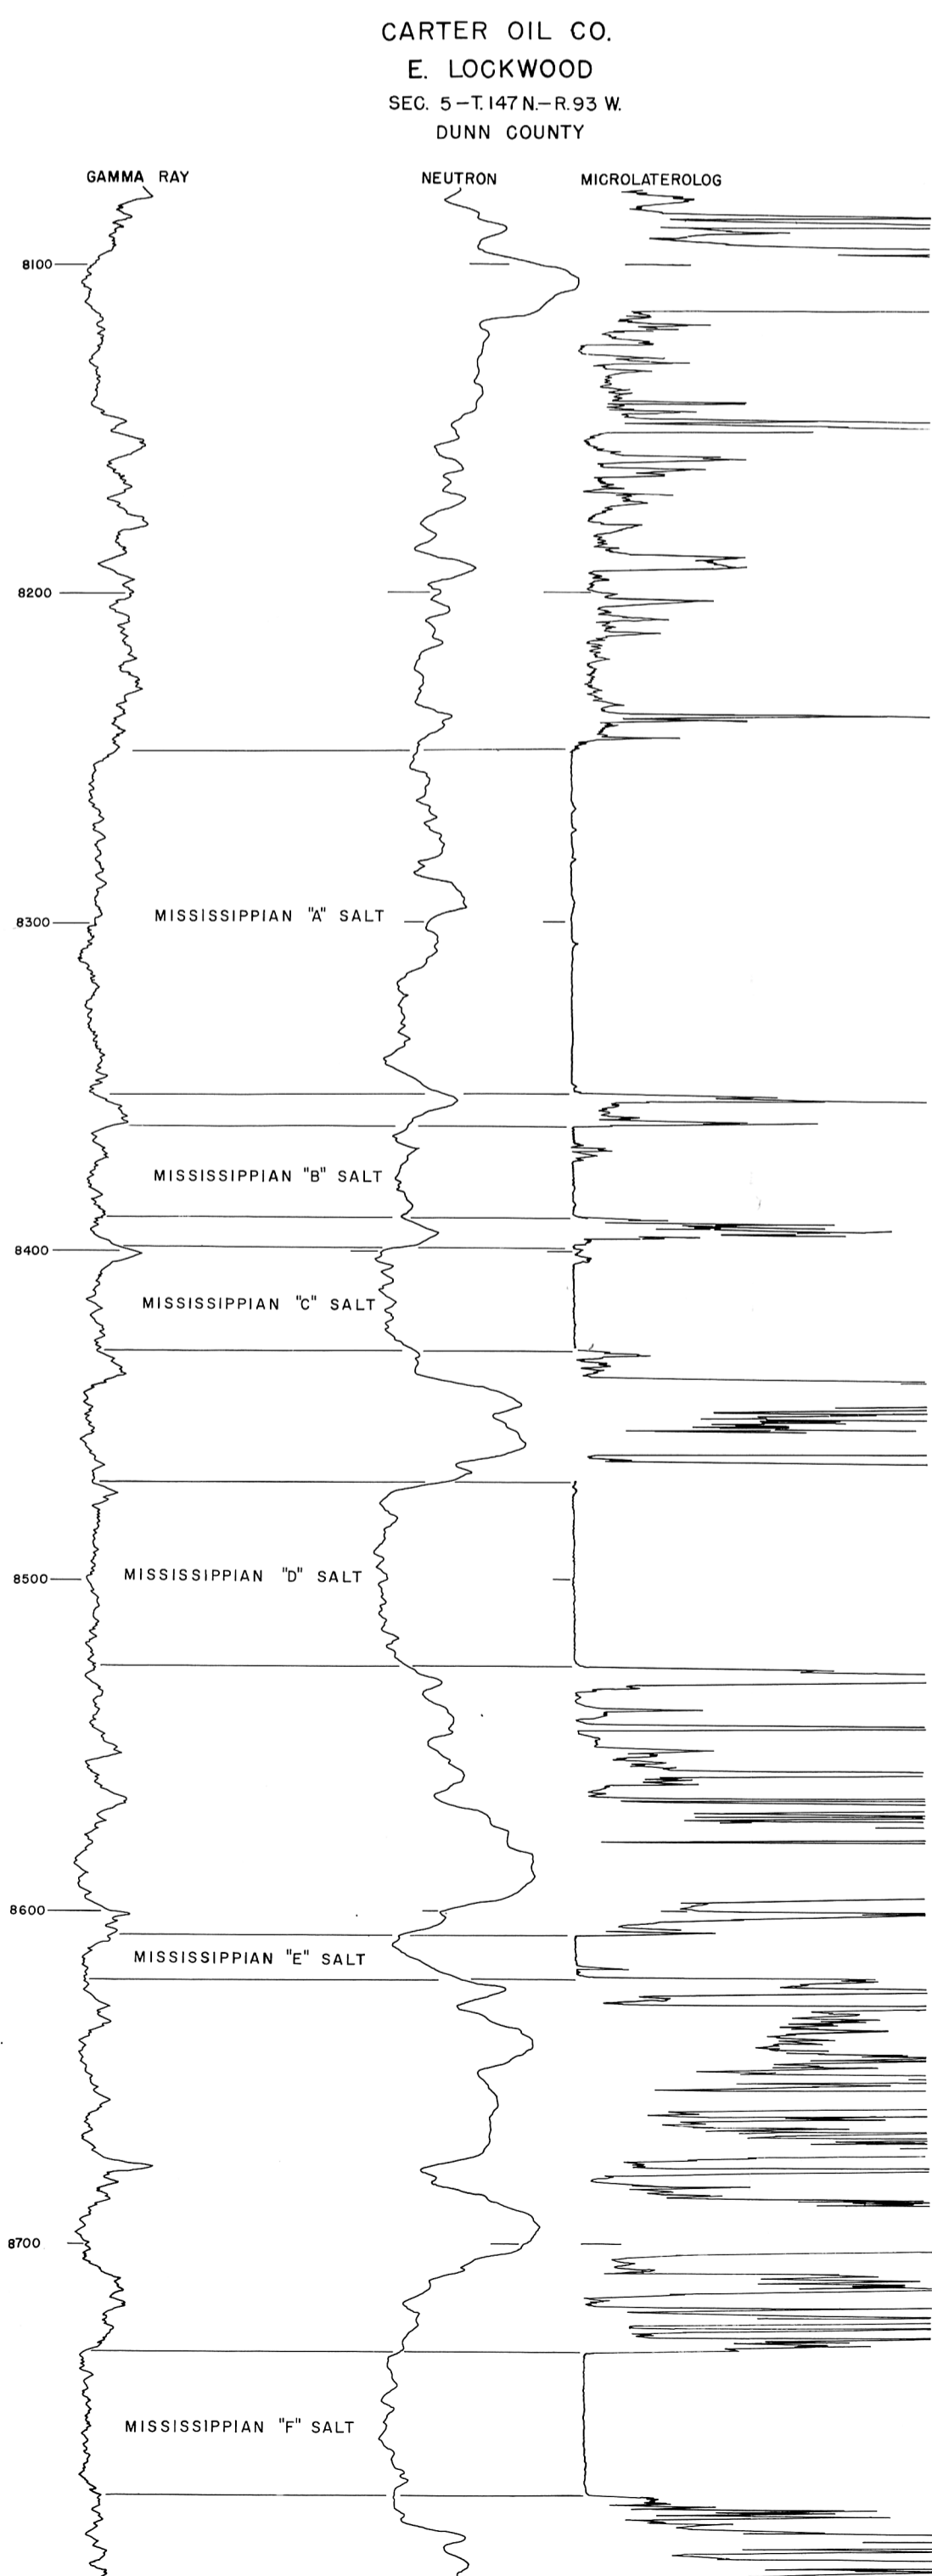 CARTER OIL CO.
E. LOCKWOOD
SEC. 5-T. 147 N.-R. 93 W.
DUNN COUNTY
GAMMA RAY NEUTRON MICROLATEROLOG
8100
8200
MISSISSIPPIAN "A" SALT
8300
MISSISSIPPIAN "B" SALT
8400
MISSISSIPPIAN "C" SALT
MISSISSIPPIAN "D" SALT
8500
8600
MISSISSIPPIAN "E" SALT
8700
MISSISSIPPIAN "F" SALT